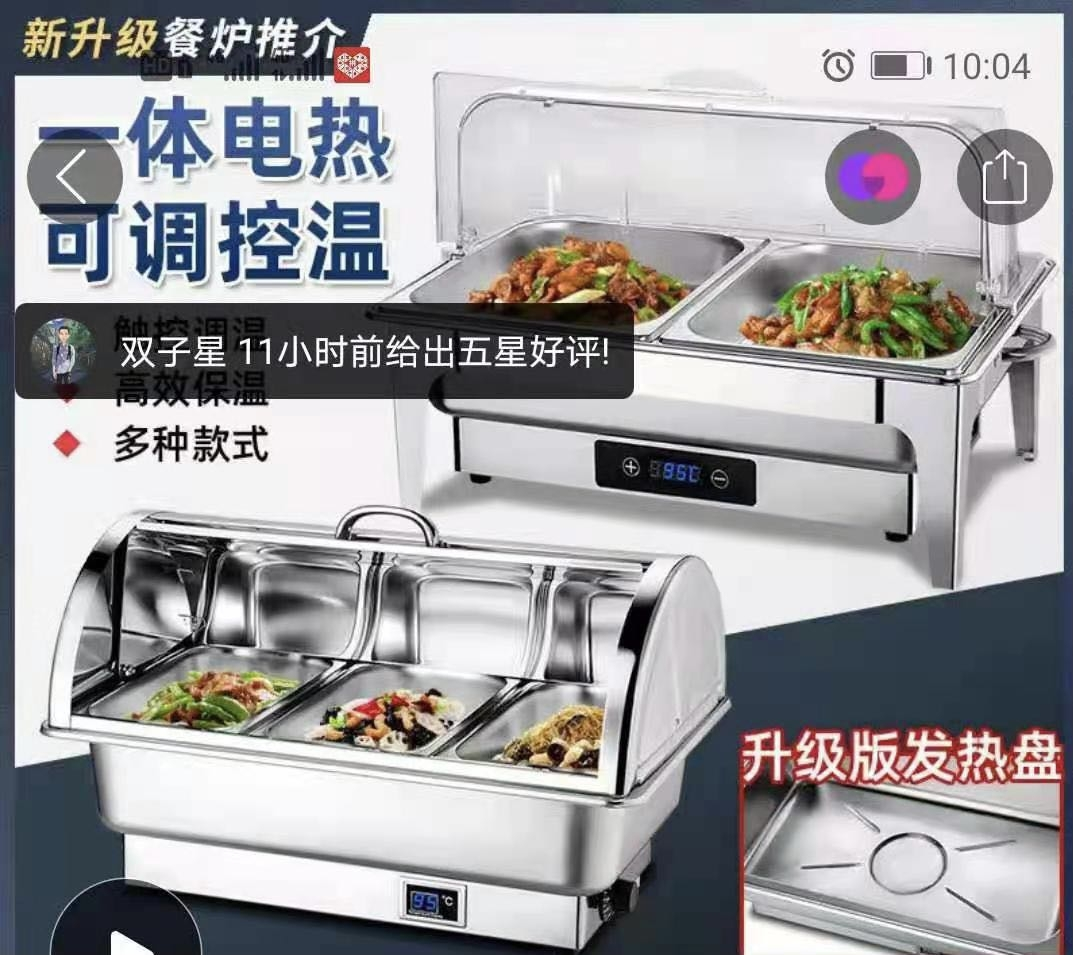 新升级餐炉推介
HD
10:04
一体电热
可调控温
触控调温
双子星 11小时前给出五星好评!
高效保温
多种款式
95℃
升级版发热盘
95℃